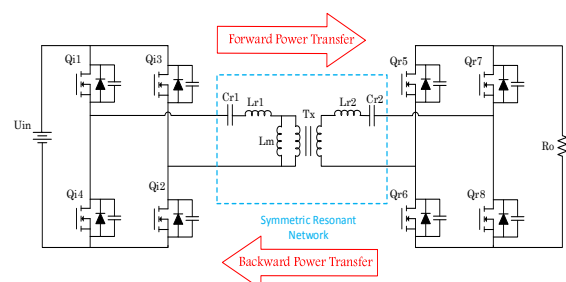 Forward Power Transfer
Qi1
Qi3
Qr5
Qr7
Cr1
Lr1
Tx
Lr2
Cr2
Uin
Lm
Ro
Qi4
Qi2
Qr6
Qr8
Symmetric Resonant
Network
Backward Power Transfer